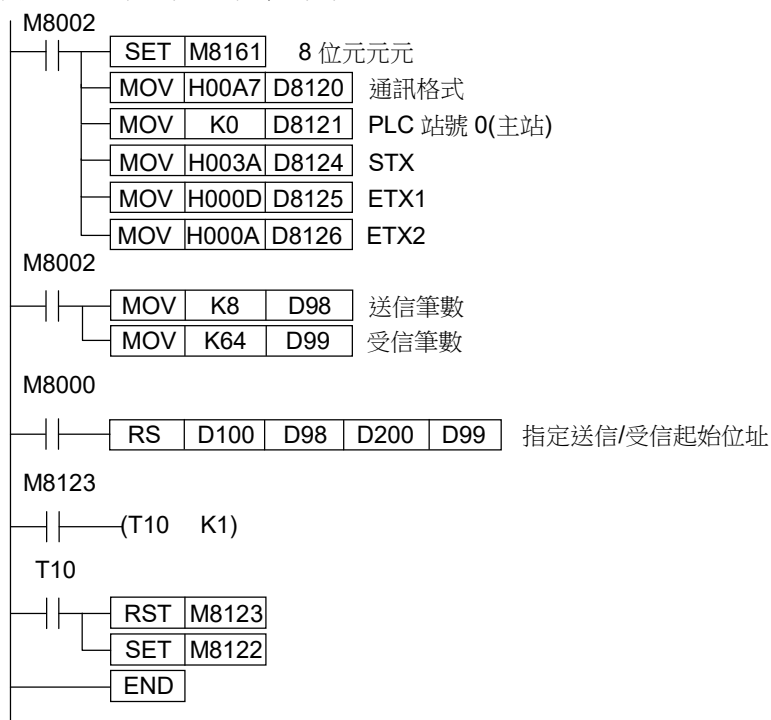 M8002
SET M8161 8 位元元元
MOV H00A7 D8120 通訊格式
MOV K0 D8121 PLC 站號 0(主站)
MOV H003A D8124 STX
MOV H000D D8125 ETX1
MOV H000A D8126 ETX2
M8002
MOV K8 D98 送信筆數
MOV K64 D99 受信筆數
M8000
RS D100 D98 D200 D99 指定送信/受信起始位址
M8123
(T10 K1)
T10
RST M8123
SET M8122
END